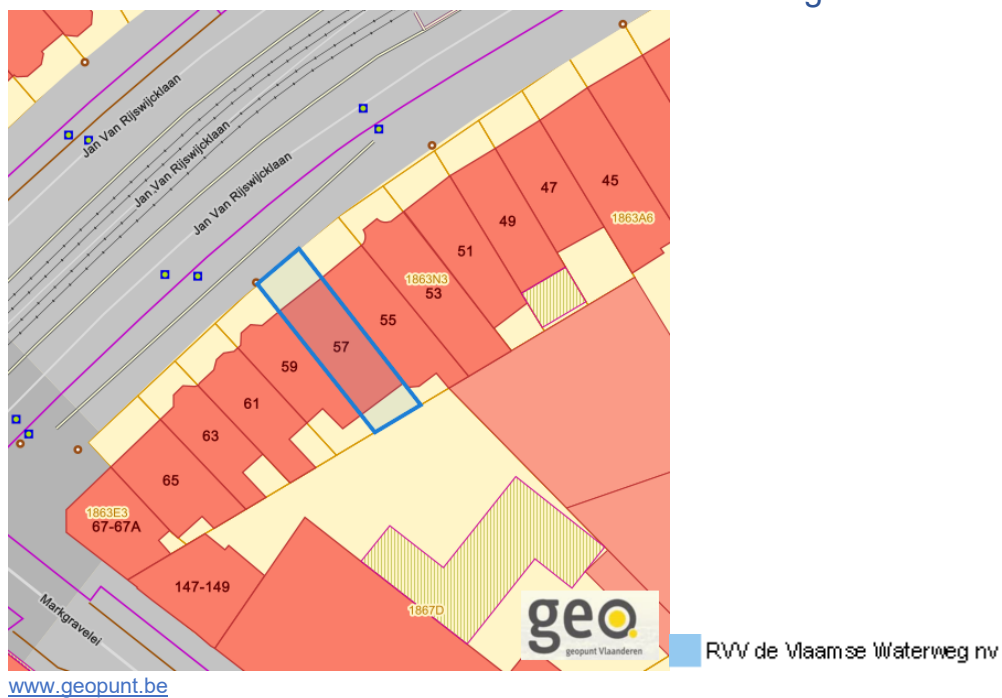 Jan Van Rijswijcklaan
Jan Van Rijswijcklaan
Jan Van Rijswijcklaan
45
1863A6
47
49
51
1863N3
53
55
57
59
61
63
65
1863E3
67-67A
147-149
Markgravelei
1867D
geo.
geopunt Vlaanderen
RVV de Vlaamse Waterweg nv
www.geopunt.be